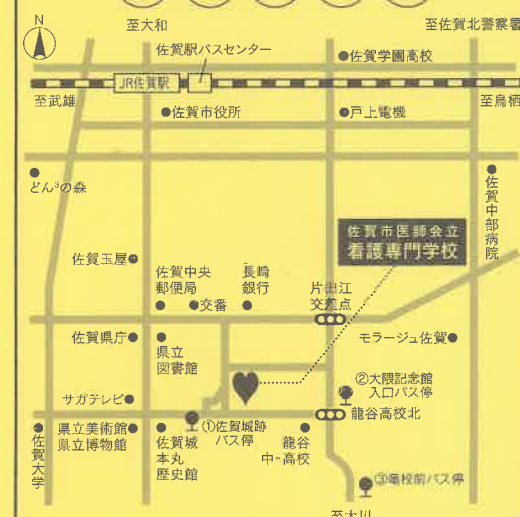 N
至大和
至佐賀北警察署
佐賀駅バスセンター
佐賀学園高校
JR佐賀駅
至武雄
至鳥栖
佐賀市役所
戸上電機
どん³の森
佐賀中部病院
佐賀市医師会立
看護専門学校
佐賀玉屋
佐賀中央
郵便局
交番
長崎
銀行
片田江
交差点
佐賀県庁
県立
図書館
モラージュ佐賀
②大隈記念館
入口バス停
サガテレビ
龍谷高校北
県立美術館
県立博物館
①佐賀城跡
バス停
佐賀大学
佐賀城
本丸
歴史館
龍谷
中・高校
③竜校前バス停
至大川